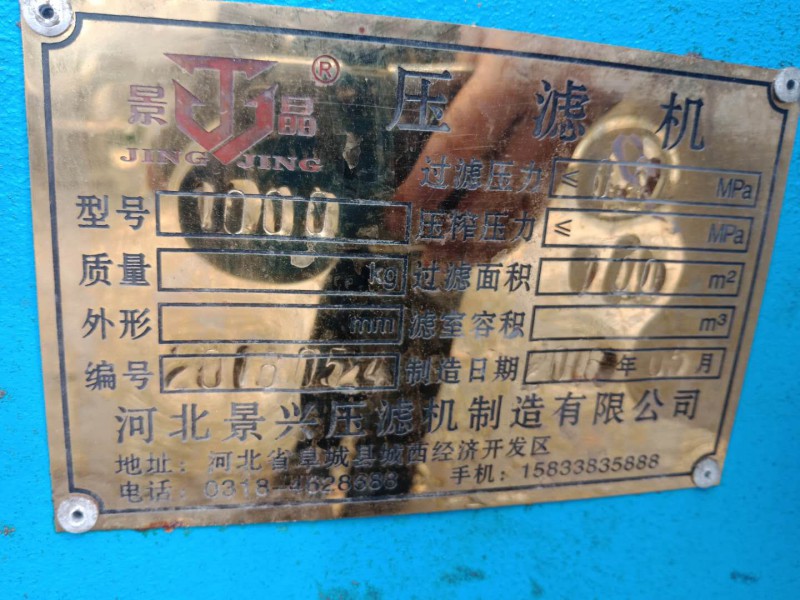 景 晶 ® 压滤机
JING JING
过滤压力 ≤ MPa
型号 1000 压榨压力 ≤ MPa
质量 kg 过滤面积 100 m²
外形 mm 滤室容积 m³
编号 制造日期 年 月
河北景兴压滤机制造有限公司
地址：河北省阜城县城西经济开发区
电话：0318-4628888 手机：15833835888